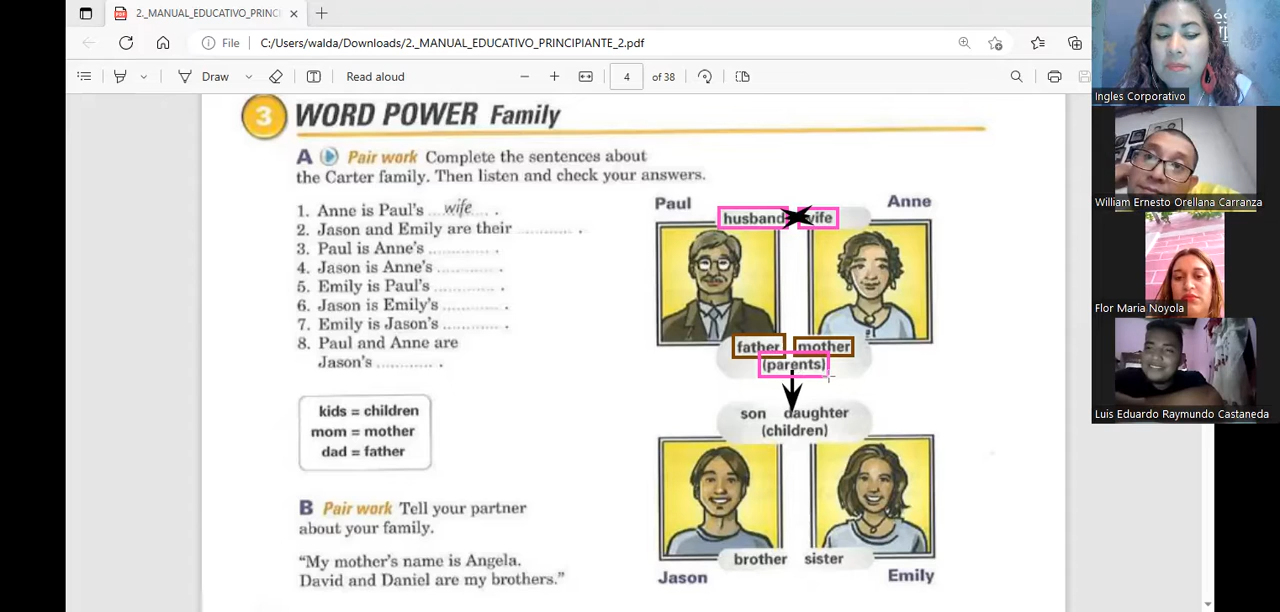 2._MANUAL_EDUCATIVO_PRINCI
File C:/Users/walda/Downloads/2._MANUAL_EDUCATIVO_PRINCIPIANTE_2.pdf
Draw Read aloud 4 of 38
3 WORD POWER Family
A Pair work Complete the sentences about
the Carter family. Then listen and check your answers.
1. Anne is Paul's ...wife... .
2. Jason and Emily are their ............ .
3. Paul is Anne's ............ .
4. Jason is Anne's ............ .
5. Emily is Paul's ............ .
6. Jason is Emily's ............ .
7. Emily is Jason's ............ .
8. Paul and Anne are
Jason's ............ .
kids = children
mom = mother
dad = father
B Pair work Tell your partner
about your family.
"My mother's name is Angela.
David and Daniel are my brothers."
Paul Anne
husband wife
father mother
(parents)
son daughter
(children)
brother sister
Jason Emily
Ingles Corporativo
William Ernesto Orellana Carranza
Flor Maria Noyola
Luis Eduardo Raymundo Castaneda